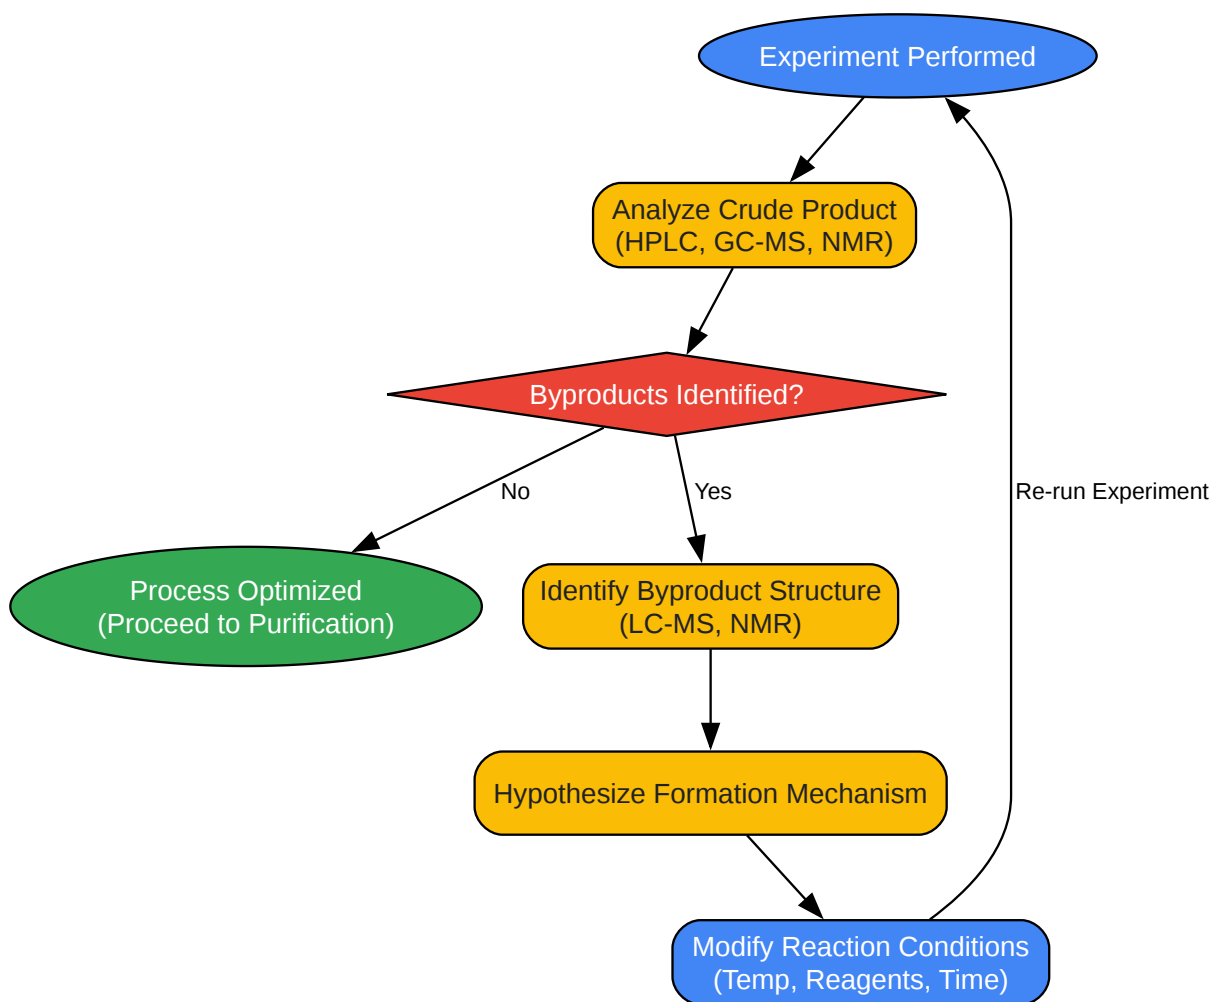 Experiment Performed
Analyze Crude Product
(HPLC, GC-MS, NMR)
Byproducts Identified?
No
Yes
Re-run Experiment
Process Optimized
(Proceed to Purification)
Identify Byproduct Structure
(LC-MS, NMR)
Hypothesize Formation Mechanism
Modify Reaction Conditions
(Temp, Reagents, Time)